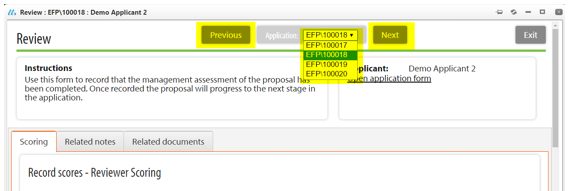 Review : EFP\100018 : Demo Applicant 2
Review
Previous
Application
EFP\100018
Next
Exit
EFP\100017
EFP\100018
EFP\100019
EFP\100020
Instructions
Use this form to record that the management assessment of the proposal has
been completed. Once recorded the proposal will progress to the next stage in
the application.
plicant: Demo Applicant 2
Open application form
Scoring Related notes Related documents
Record scores - Reviewer Scoring